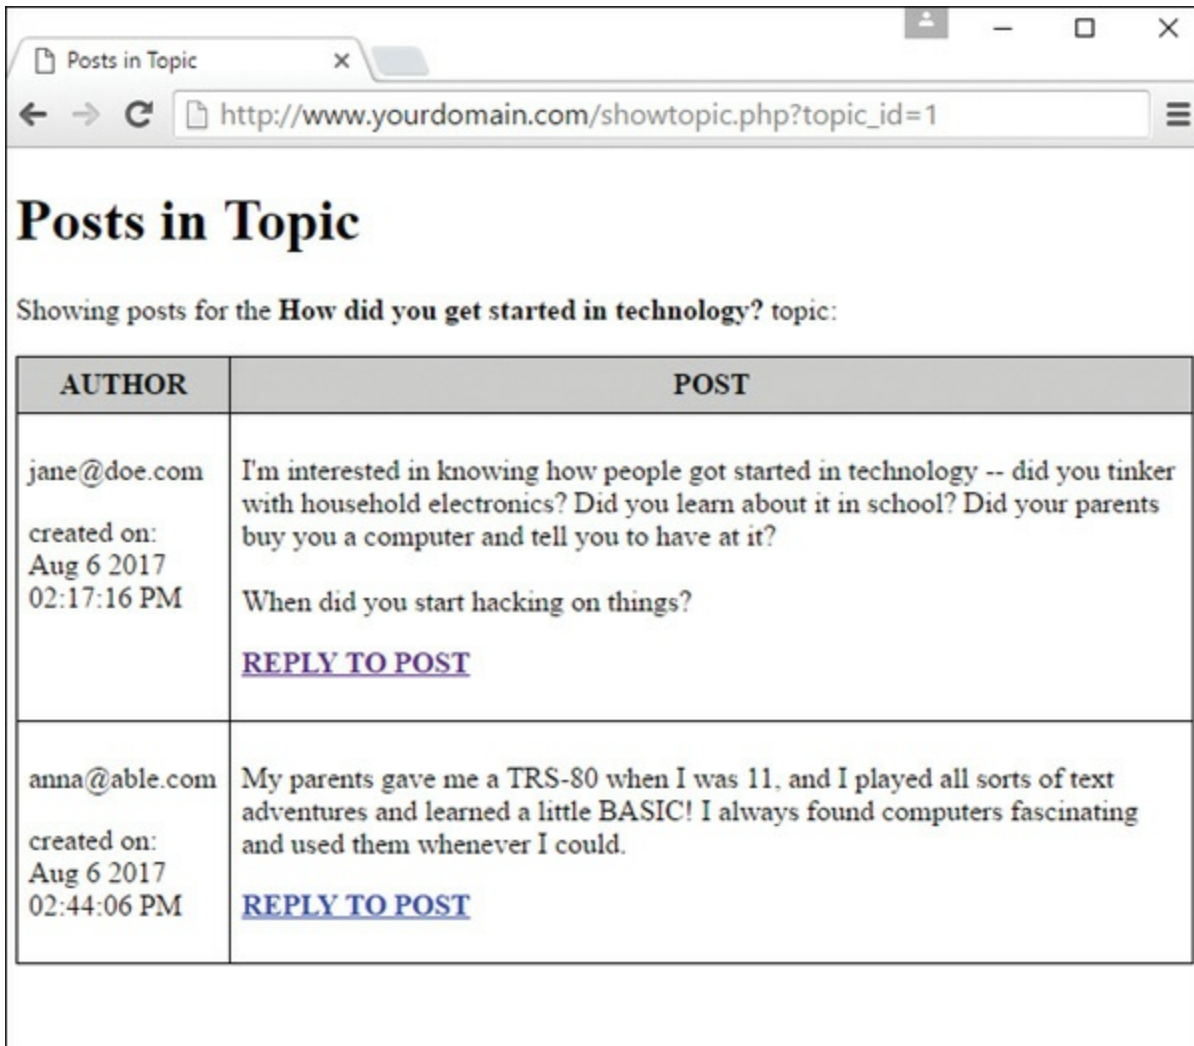 Posts in Topic
http://www.yourdomain.com/showtopic.php?topic_id=1
Posts in Topic
Showing posts for the How did you get started in technology? topic:
AUTHOR
POST
jane@doe.com
created on:
Aug 6 2017
02:17:16 PM
I'm interested in knowing how people got started in technology -- did you tinker
with household electronics? Did you learn about it in school? Did your parents
buy you a computer and tell you to have at it?
When did you start hacking on things?
REPLY TO POST
anna@able.com
created on:
Aug 6 2017
02:44:06 PM
My parents gave me a TRS-80 when I was 11, and I played all sorts of text
adventures and learned a little BASIC! I always found computers fascinating
and used them whenever I could.
REPLY TO POST